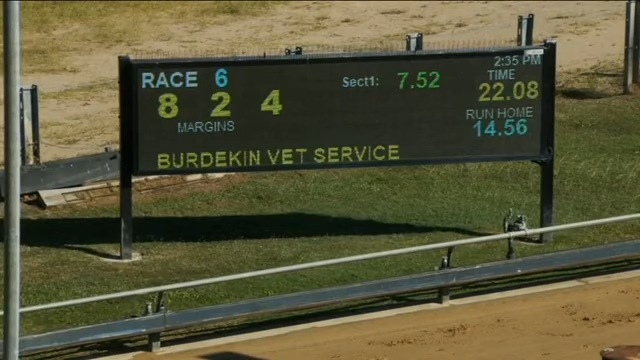 2:35 PM
RACE 6 Sect1: 7.52 TIME
8 2 4 22.08
MARGINS RUN HOME
14.56
BURDEKIN VET SERVICE